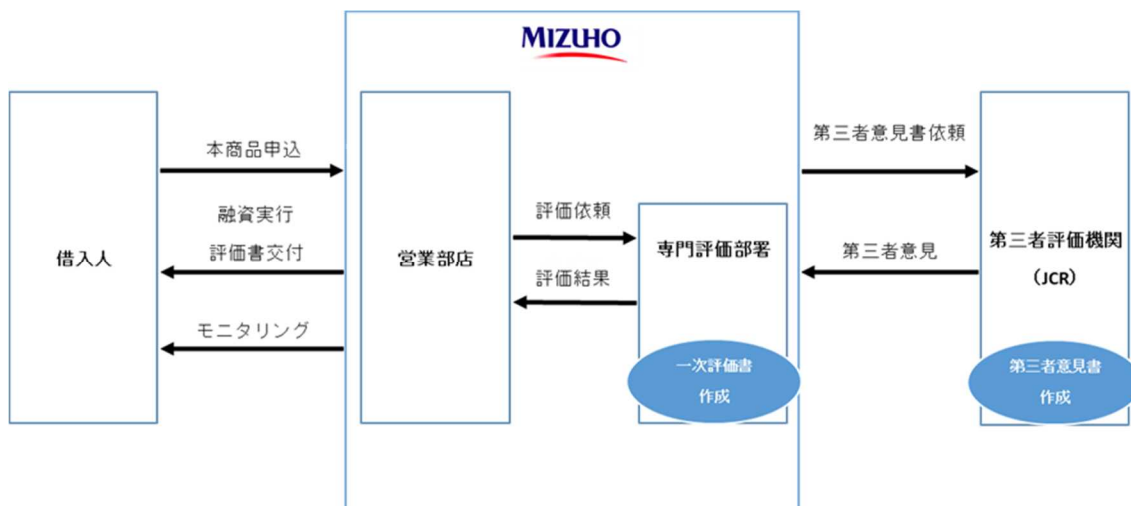 MIZUHO
本商品申込
融資実行
評価書交付
モニタリング
借入人
営業部店
評価依頼
評価結果
専門評価部署
一次評価書
作成
第三者意見書依頼
第三者意見
第三者評価機関
（JCR）
第三者意見書
作成